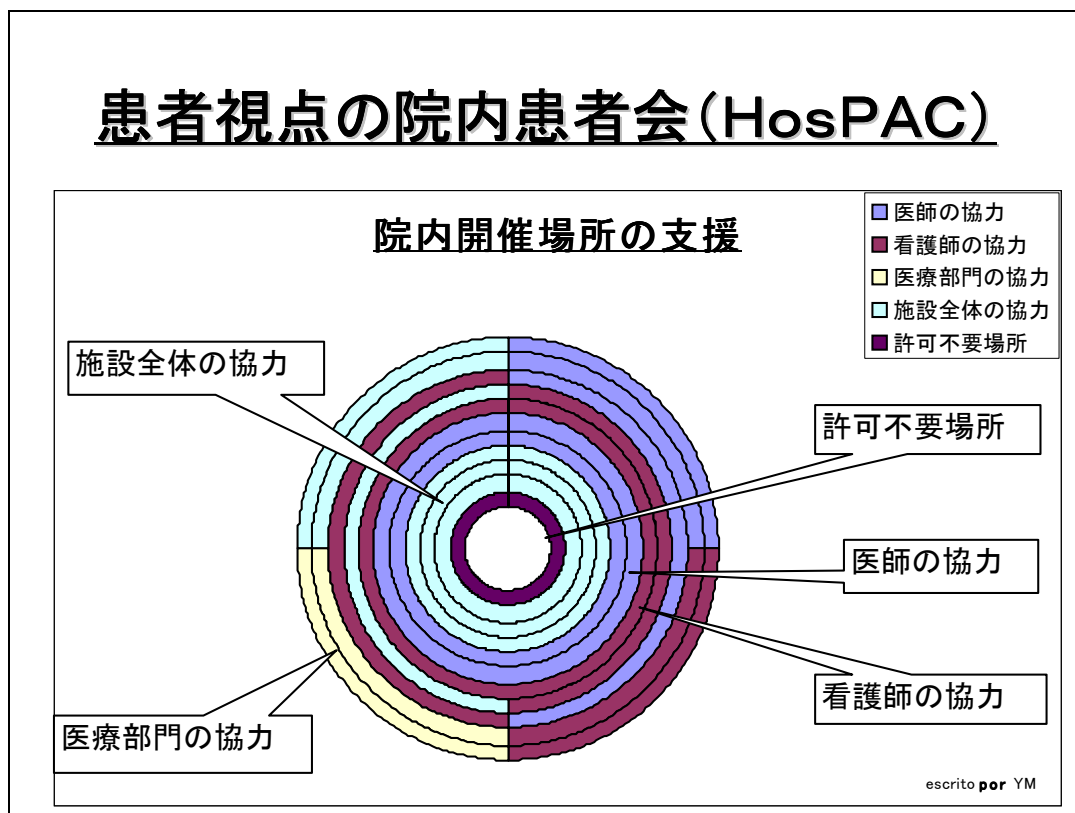 患者視点の院内患者会(HosPAC)
院内開催場所の支援
医師の協力
看護師の協力
医療部門の協力
施設全体の協力
許可不要場所
施設全体の協力
許可不要場所
医師の協力
看護師の協力
医療部門の協力
escrito por YM